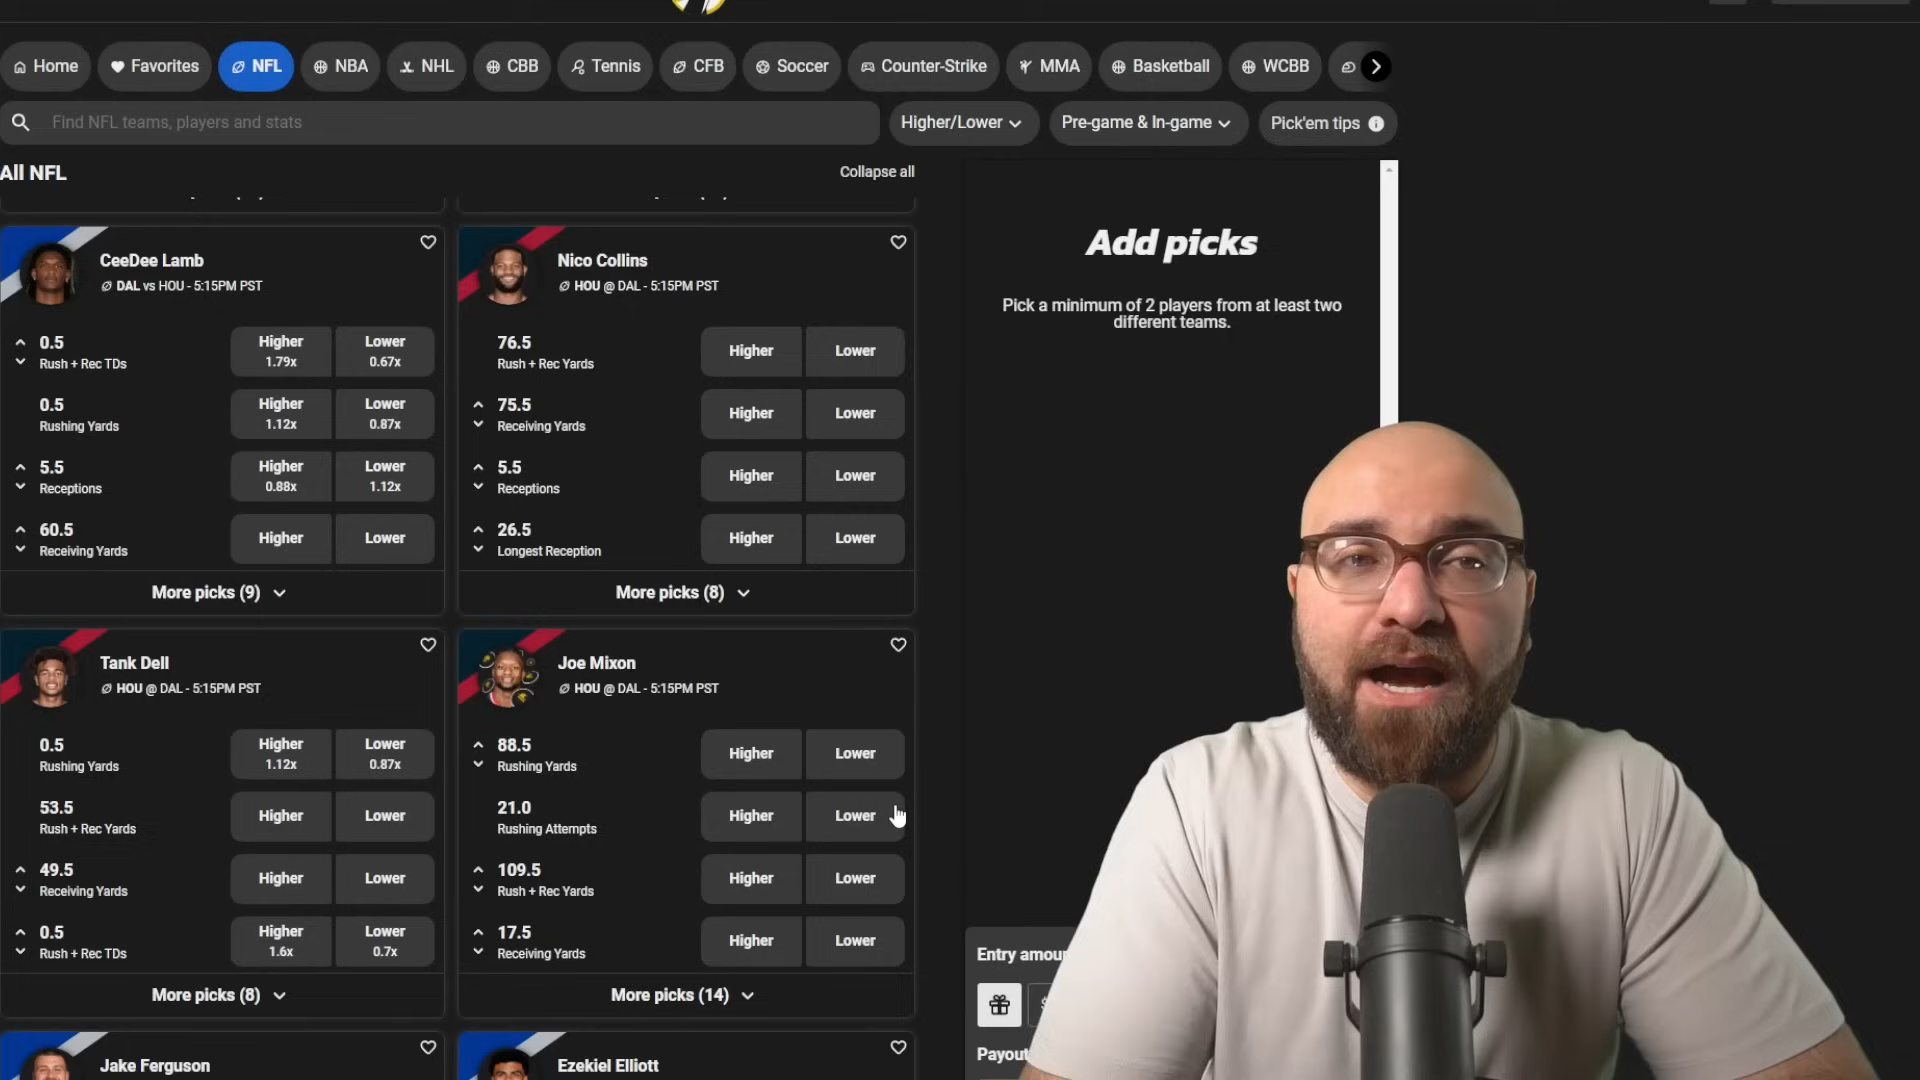 Home
Favorites
NFL
NBA
NHL
CBB
Tennis
CFB
Soccer
Counter-Strike
MMA
Basketball
WCBB
Find NFL teams, players and stats
Higher/Lower
Pre-game & In-game
Pick'em tips
All NFL
Collapse all
CeeDee Lamb
DAL vs HOU - 5:15PM PST
0.5
Rush + Rec TDs
Higher
1.79x
Lower
0.67x
0.5
Rushing Yards
Higher
1.12x
Lower
0.87x
5.5
Receptions
Higher
0.88x
Lower
1.12x
60.5
Receiving Yards
Higher
Lower
More picks (9)
Nico Collins
HOU @ DAL - 5:15PM PST
76.5
Rush + Rec Yards
Higher
Lower
75.5
Receiving Yards
Higher
Lower
5.5
Receptions
Higher
Lower
26.5
Longest Reception
Higher
Lower
More picks (8)
Tank Dell
HOU @ DAL - 5:15PM PST
0.5
Rushing Yards
Higher
1.12x
Lower
0.87x
53.5
Rush + Rec Yards
Higher
Lower
49.5
Receiving Yards
Higher
Lower
0.5
Rush + Rec TDs
Higher
1.6x
Lower
0.7x
More picks (8)
Joe Mixon
HOU @ DAL - 5:15PM PST
88.5
Rushing Yards
Higher
Lower
21.0
Rushing Attempts
Higher
Lower
109.5
Rush + Rec Yards
Higher
Lower
17.5
Receiving Yards
Higher
Lower
More picks (14)
Jake Ferguson
Ezekiel Elliott
Add picks
Pick a minimum of 2 players from at least two
different teams.
Entry amou
Payout